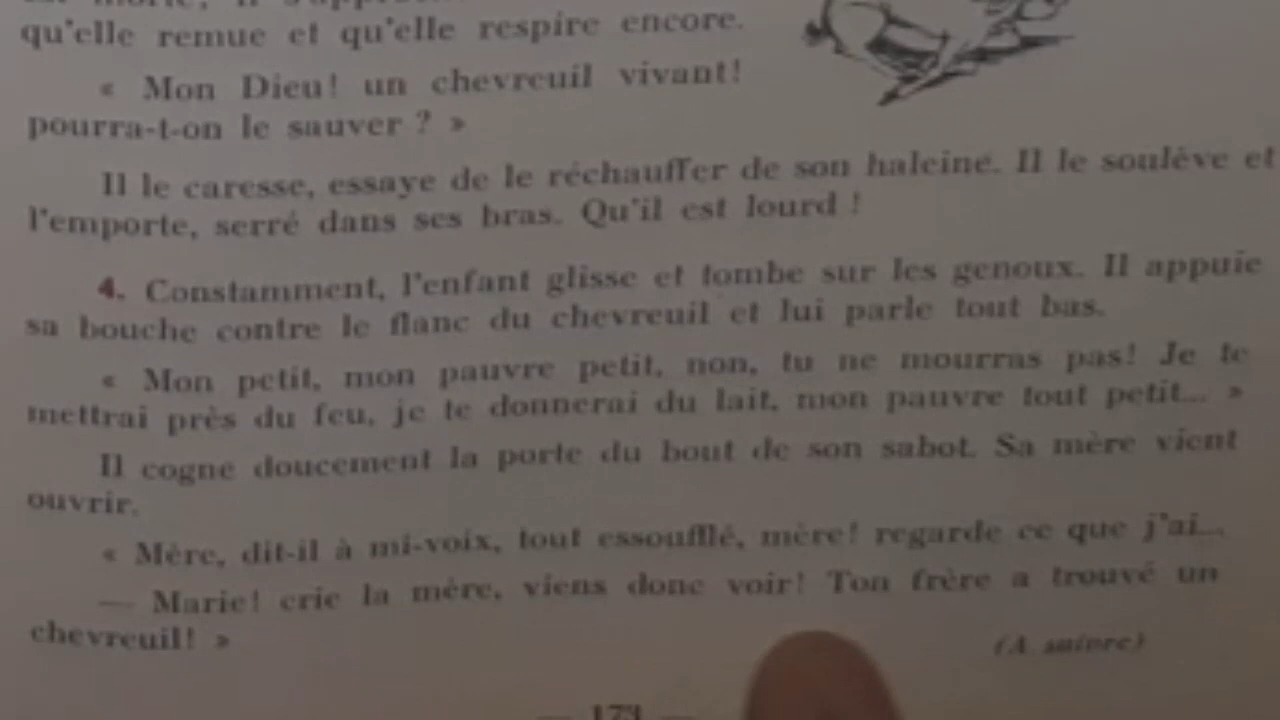 qu'elle remue et qu'elle respire encore.
« Mon Dieu! un chevreuil vivant!
pourra-t-on le sauver ? »
Il le caresse, essaye de le réchauffer de son haleine. Il le soulève et
l'emporte, serré dans ses bras. Qu'il est lourd !
4. Constamment, l'enfant glisse et tombe sur les genoux. Il appuie
sa bouche contre le flanc du chevreuil et lui parle tout bas.
« Mon petit, mon pauvre petit, non, tu ne mourras pas! Je te
mettrai près du feu, je te donnerai du lait, mon pauvre tout petit... »
Il cogne doucement la porte du bout de son sabot. Sa mère vient
ouvrir.
« Mère, dit-il à mi-voix, tout essoufflé, mère! regarde ce que j'ai...
— Marie! crie la mère, viens donc voir! Ton frère a trouvé un
chevreuil! »
(A suivre)
— 173 —